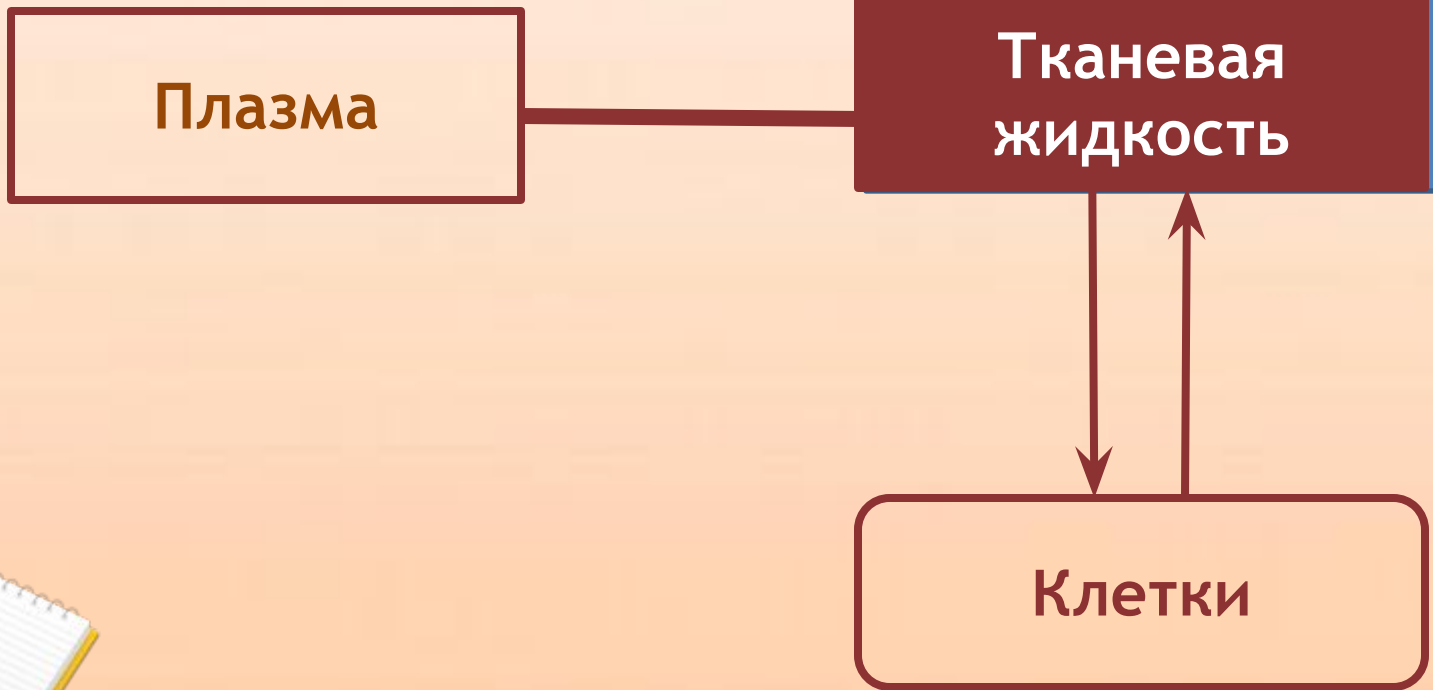 Плазма
Тканевая
жидкость
Клетки